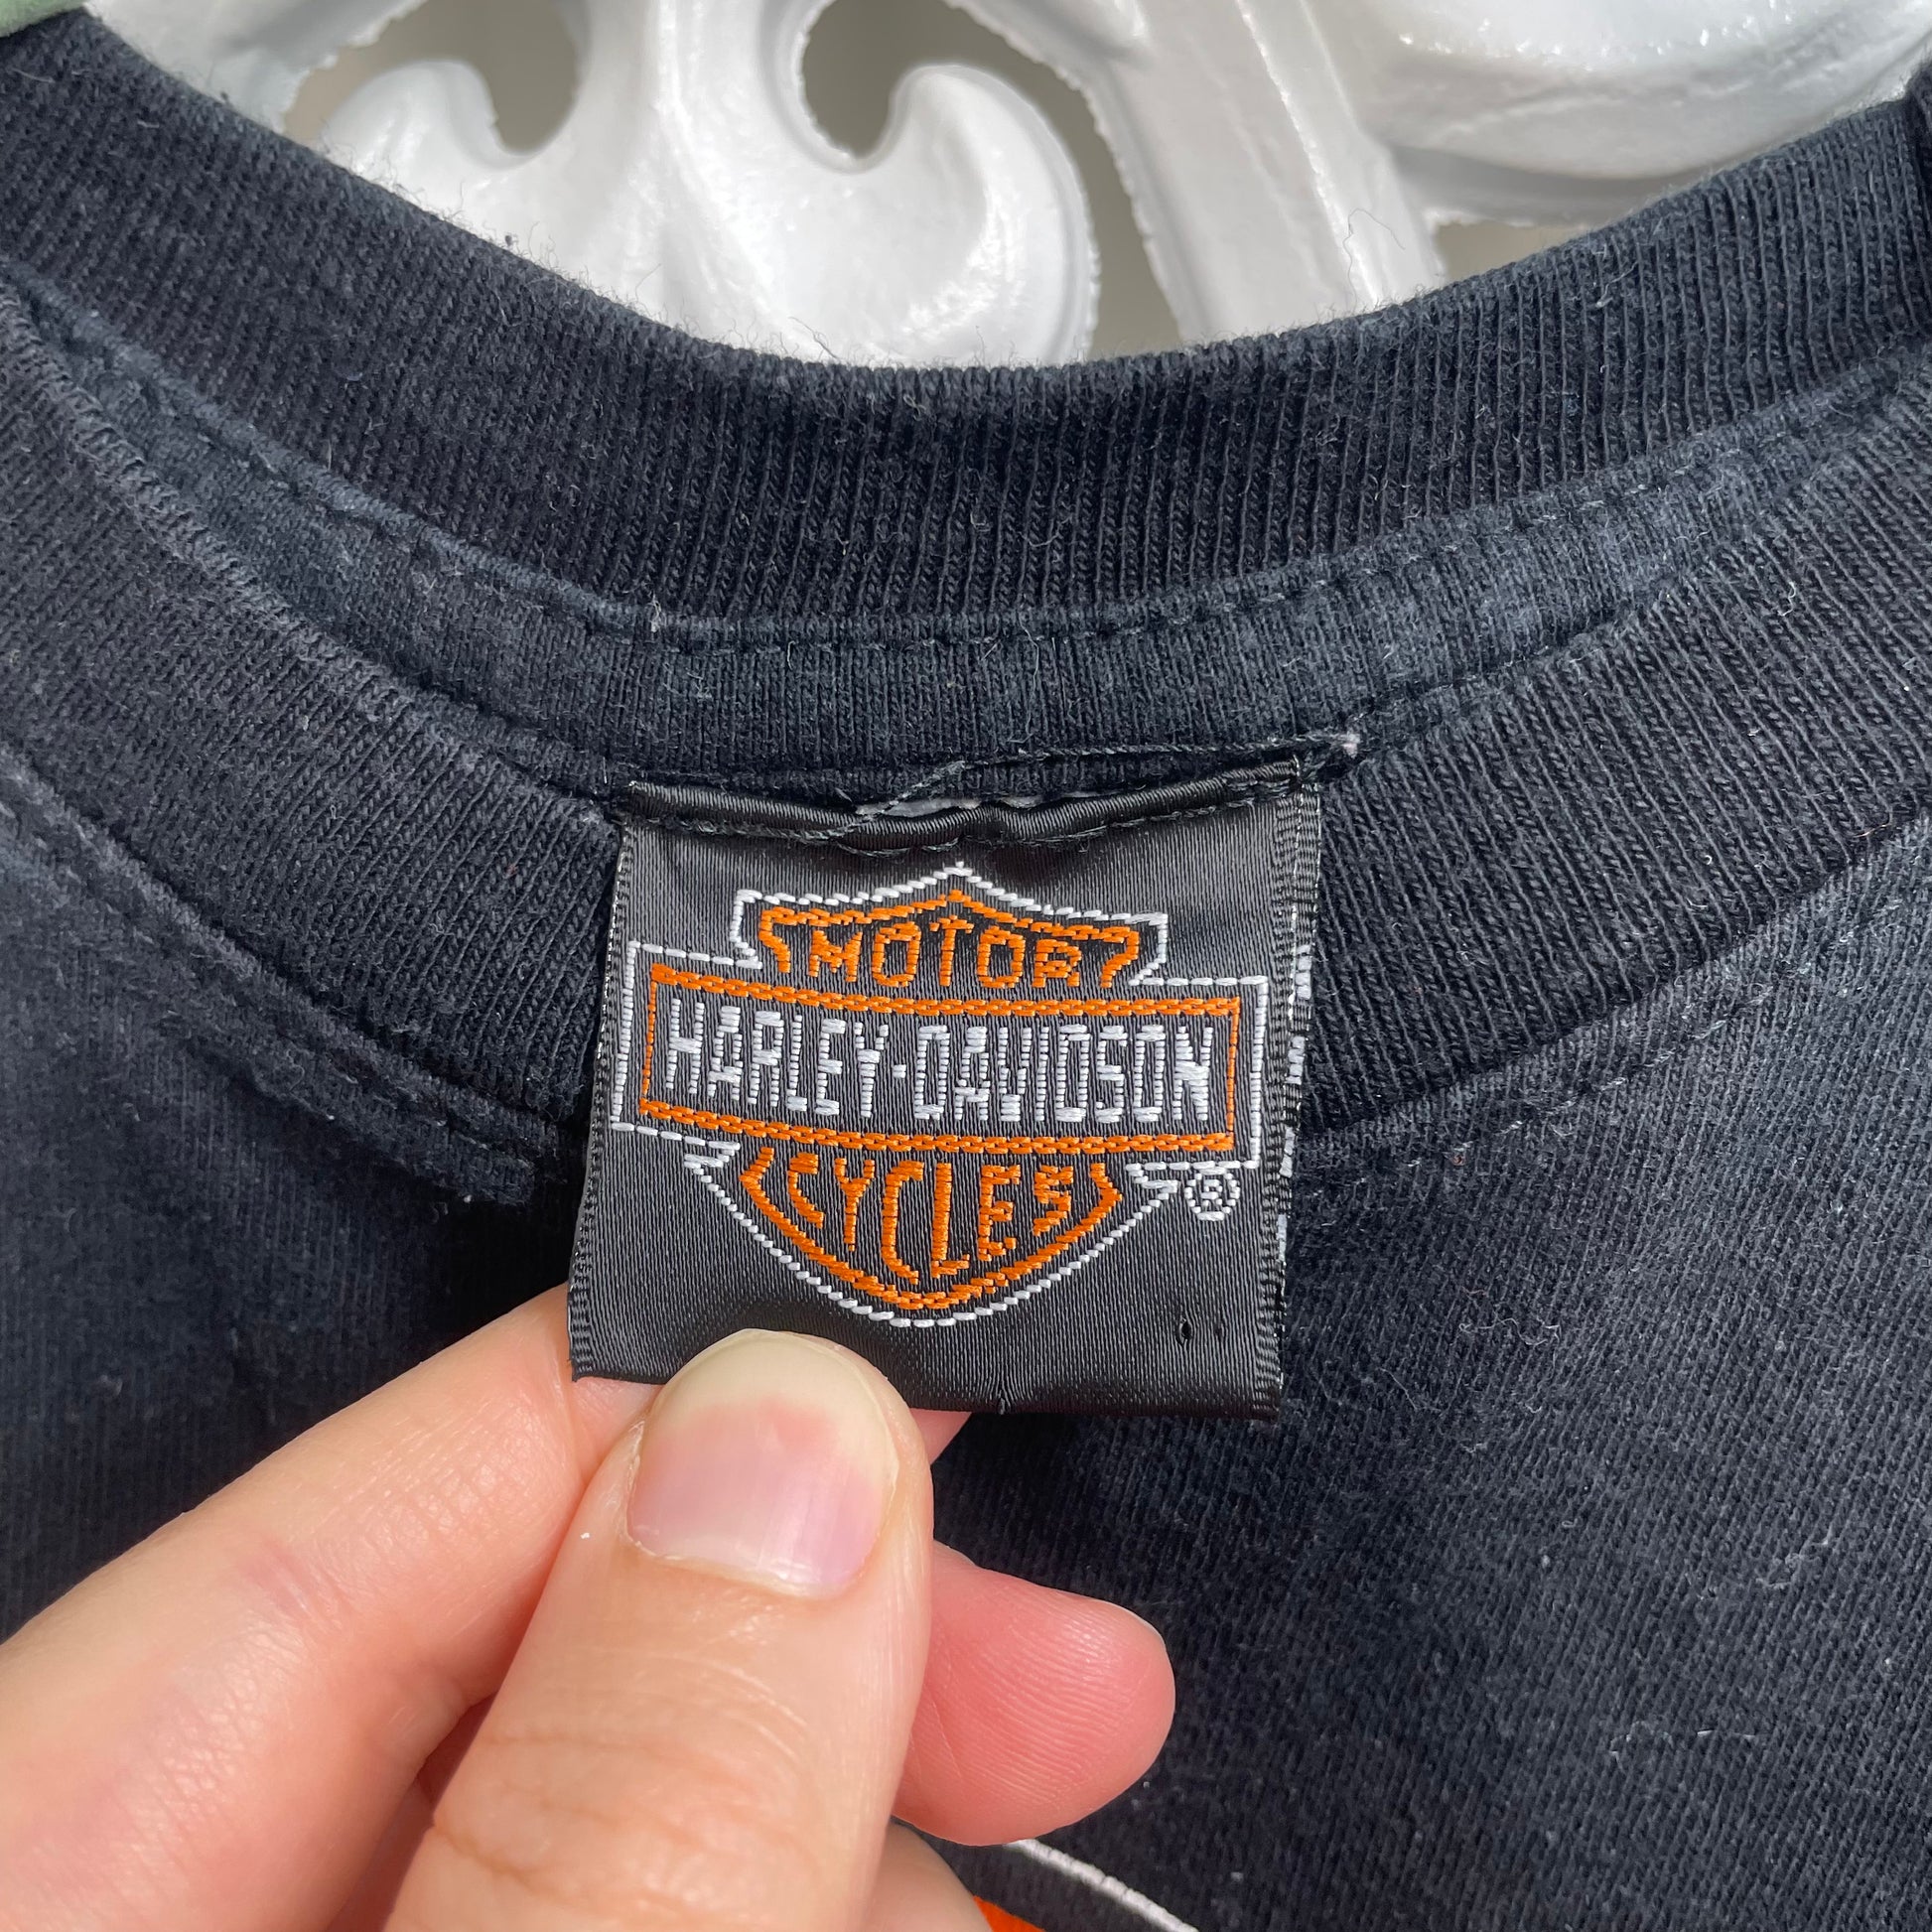 MOTOR
HARLEY-DAVIDSON
CYCLES
®